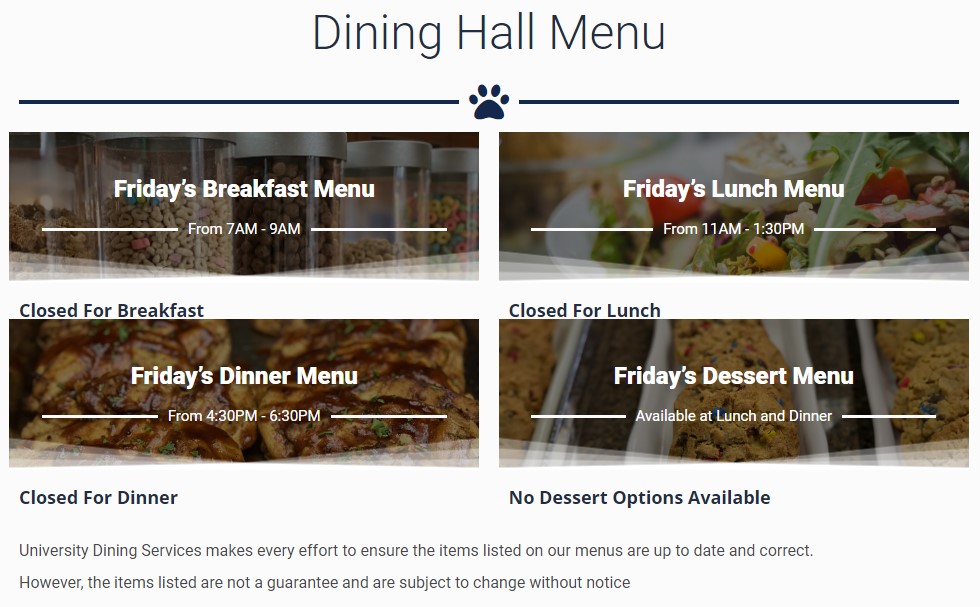 Dining Hall Menu
Friday's Breakfast Menu
From 7AM - 9AM
Closed For Breakfast
Friday's Lunch Menu
From 11AM - 1:30PM
Closed For Lunch
Friday's Dinner Menu
From 4:30PM - 6:30PM
Closed For Dinner
Friday's Dessert Menu
Available at Lunch and Dinner
No Dessert Options Available
University Dining Services makes every effort to ensure the items listed on our menus are up to date and correct.
However, the items listed are not a guarantee and are subject to change without notice